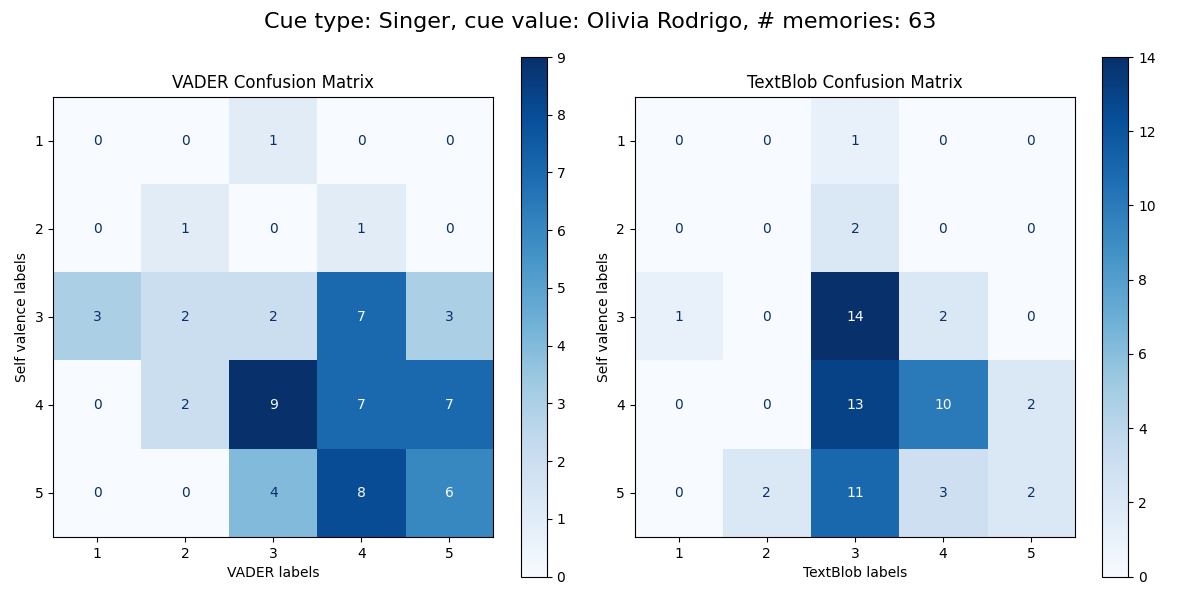 Cue type: Singer, cue value: Olivia Rodrigo, # memories: 63
VADER Confusion Matrix
Self valence labels
1 0 0 1 0 0
2 0 1 0 1 0
3 3 2 2 7 3
4 0 2 9 7 7
5 0 0 4 8 6
1 2 3 4 5
VADER labels
9
8
7
6
5
4
3
2
1
0
TextBlob Confusion Matrix
Self valence labels
1 0 0 1 0 0
2 0 0 2 0 0
3 1 0 14 2 0
4 0 0 13 10 2
5 0 2 11 3 2
1 2 3 4 5
TextBlob labels
14
12
10
8
6
4
2
0